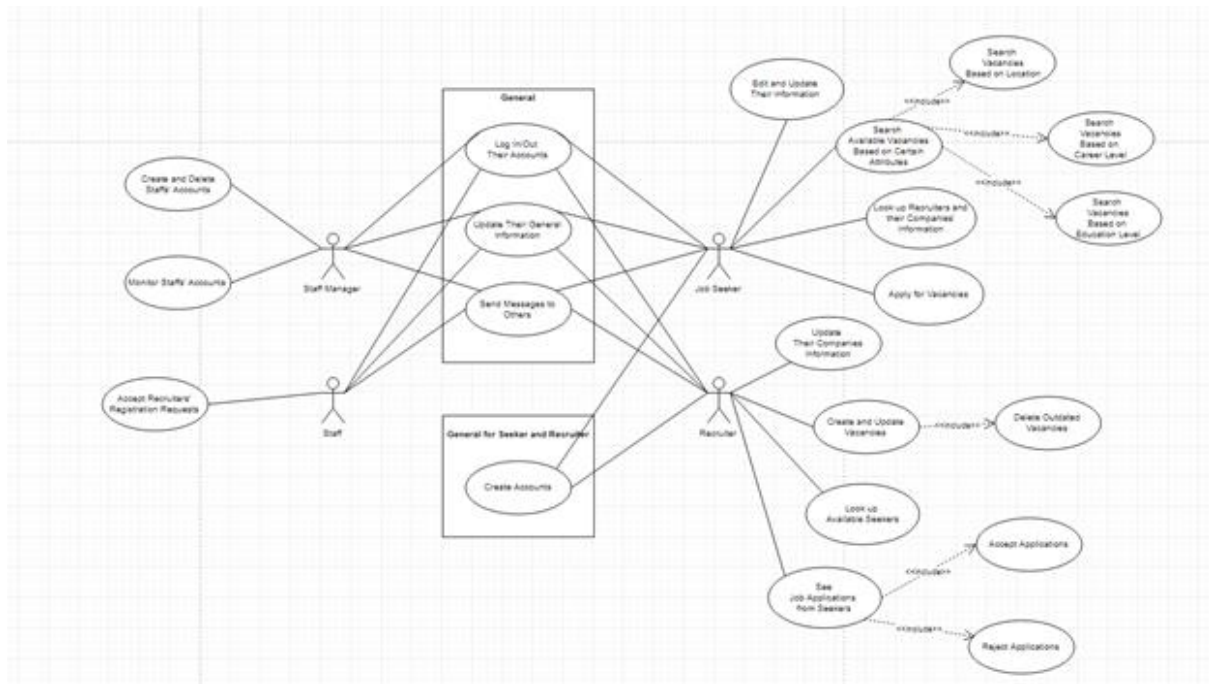 Search
Vacancies
Based on Location
Edit and Update
Their Information
<<include>>
General
Search
Available Vacancies
Based on Certain
Attributes
<<include>>
Search
Vacancies
Based on
Career Level
Log In/Out
Their Accounts
<<include>>
Create and Delete
Staffs' Accounts
Search
Vacancies
Based on
Education Level
Update Their General
Information
Look up Recruiters and
their Companies'
Information
Monitor Staffs' Accounts
Staff Manager
Job Seeker
Send Messages to
Others
Apply for Vacancies
Update
Their Companies
Information
Accept Recruiters'
Registration Requests
Staff
Recruiter
General for Seeker and Recruiter
Create and Update
Vacancies
<<include>>
Delete Outdated
Vacancies
Create Accounts
Look up
Available Seekers
Accept Applications
<<include>>
See
Job Applications
from Seekers
<<include>>
Reject Applications